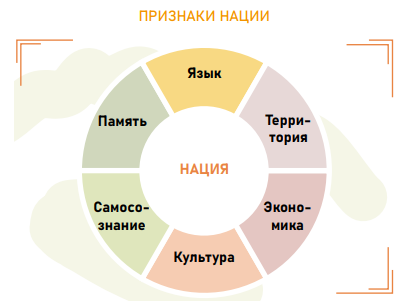 ПРИЗНАКИ НАЦИИ
Язык
Терри-
тория
Эконо-
мика
Культура
Самосо-
знание
Память
НАЦИЯ